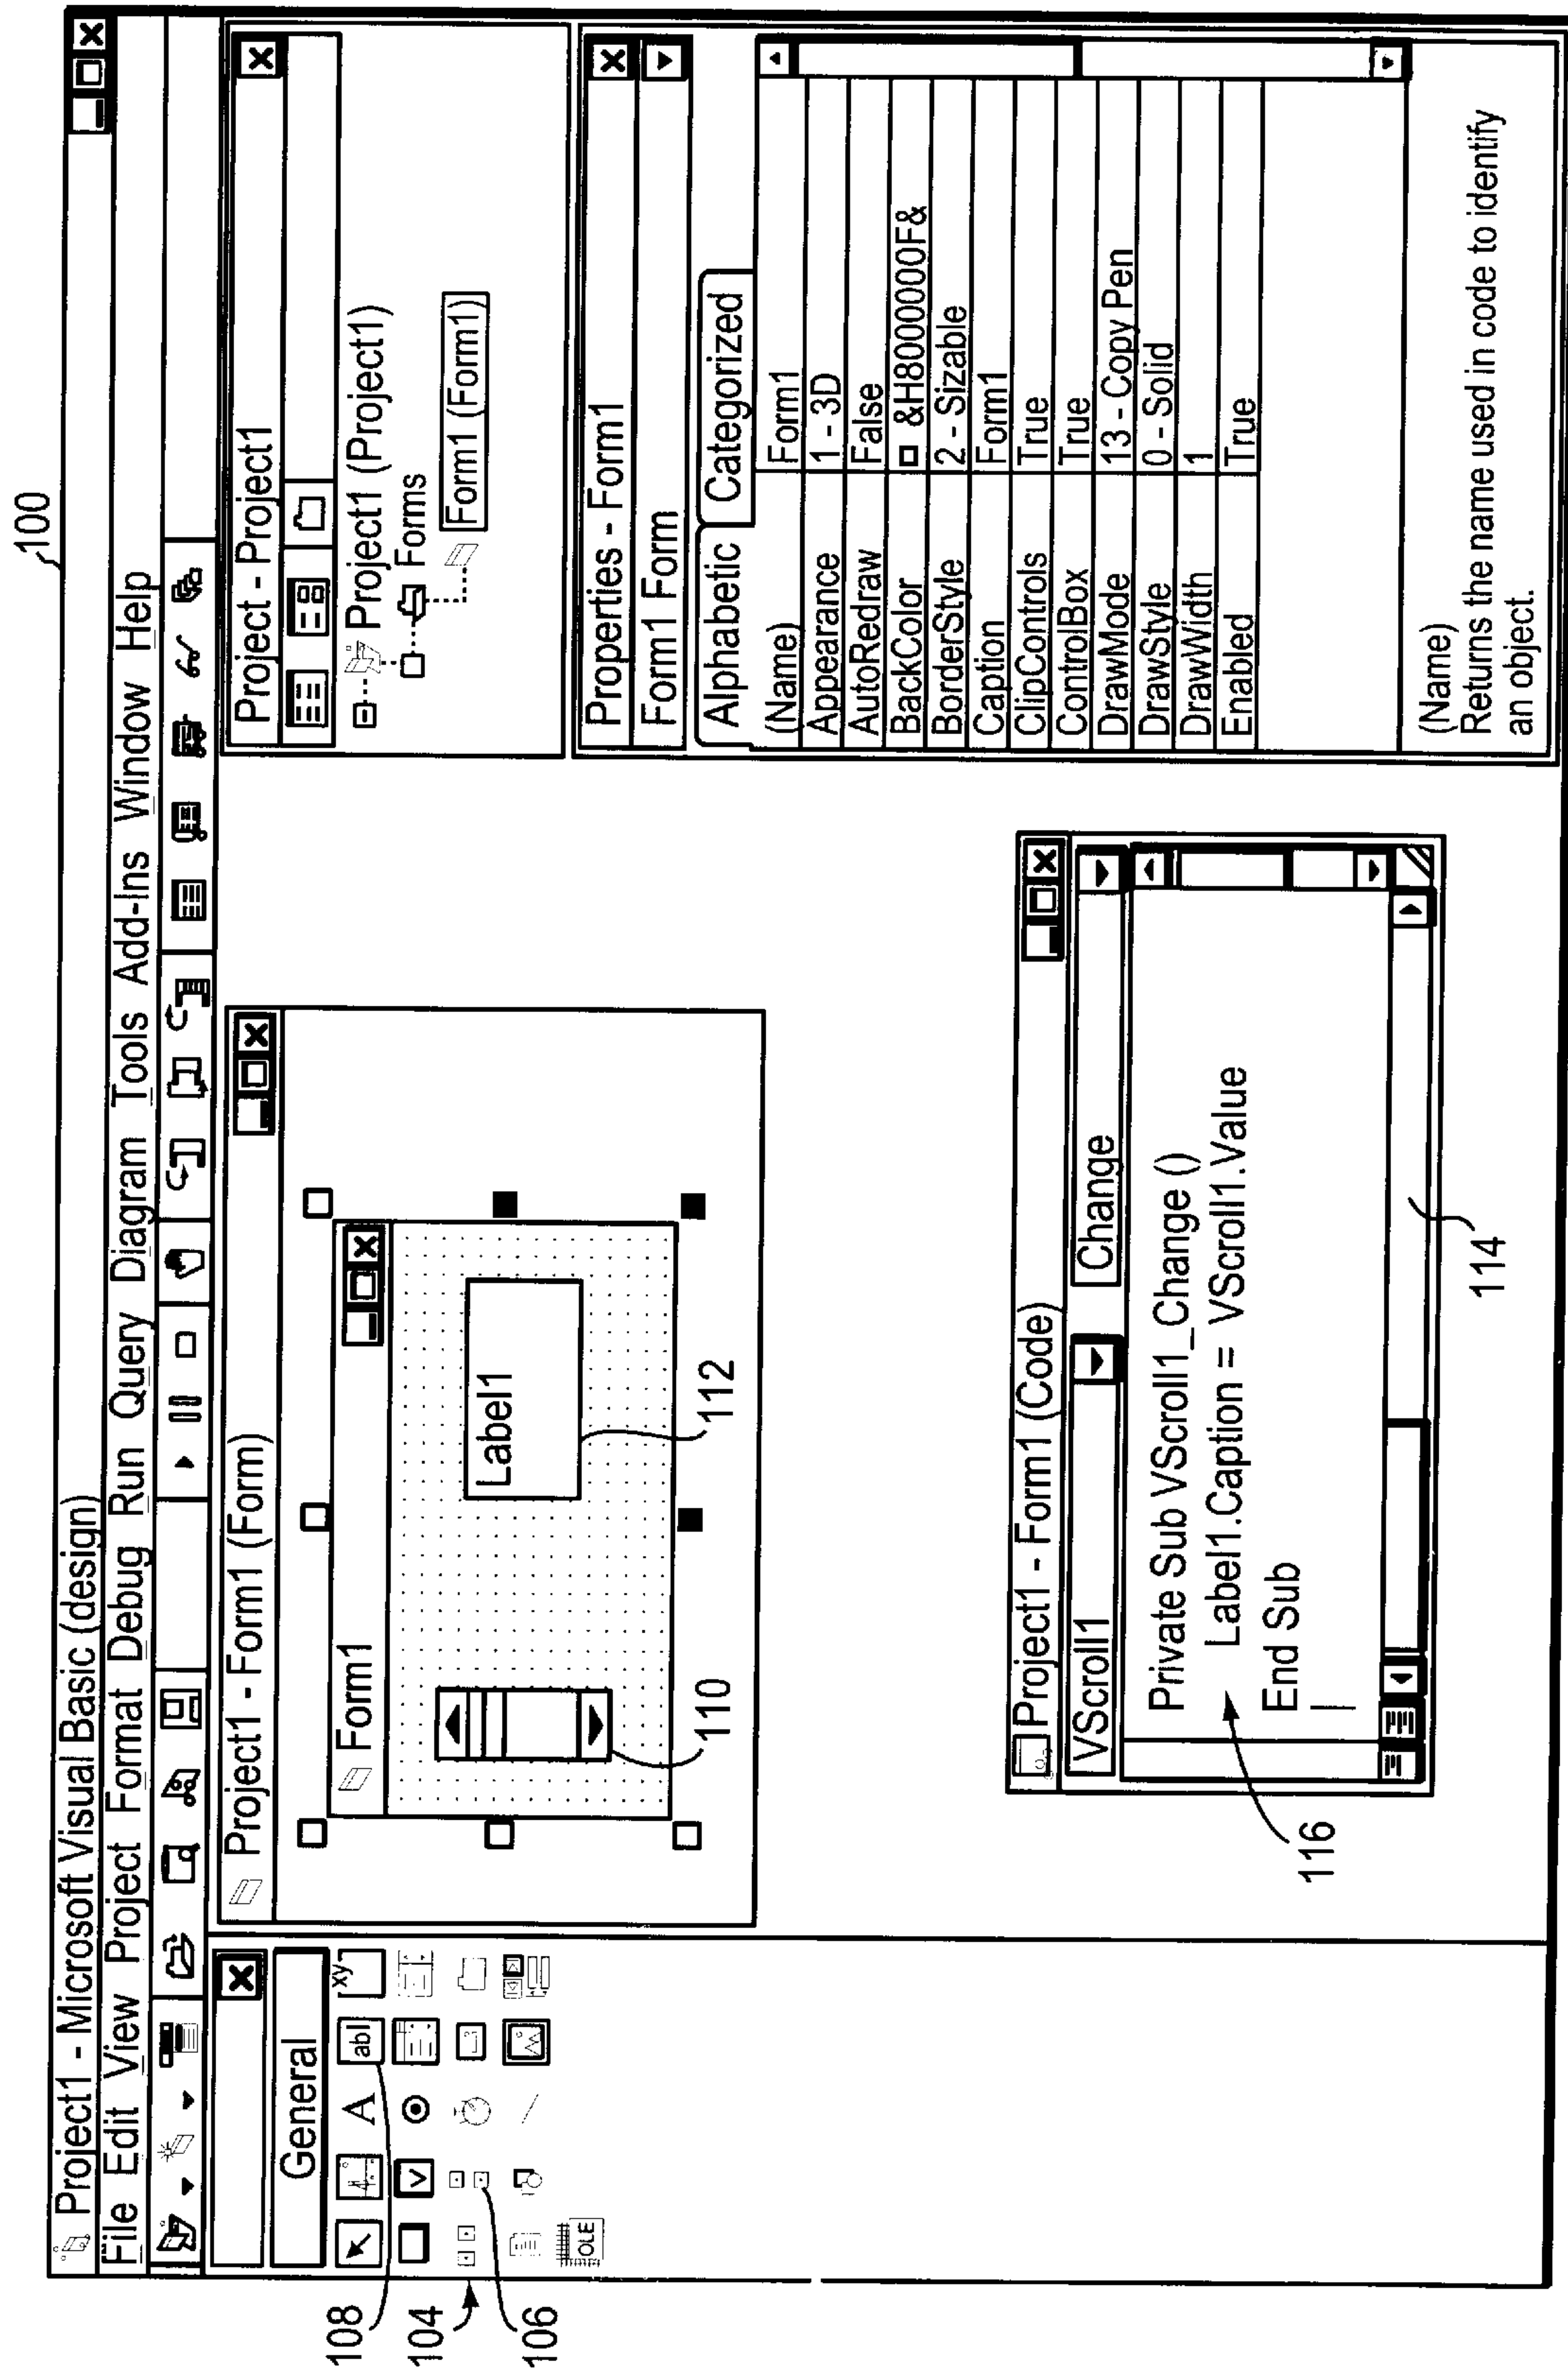 100
Project1 - Microsoft Visual Basic (design)
File Edit View Project Format Debug Run Query Diagram Tools Add-Ins Window Help
General
A
abl
xy
OLE
108
104
106
Project1 - Form1 (Form)
Form1
Label1
110
112
Project1 - Form1 (Code)
VScroll1
Change
Private Sub VScroll1_Change ()
Label1.Caption = VScroll1.Value
End Sub
116
114
Project - Project1
Project1 (Project1)
Forms
Form1 (Form1)
Properties - Form1
Form1 Form
Alphabetic Categorized
(Name) Form1
Appearance 1 - 3D
AutoRedraw False
BackColor &H8000000F&
BorderStyle 2 - Sizable
Caption Form1
ClipControls True
ControlBox True
DrawMode 13 - Copy Pen
DrawStyle 0 - Solid
DrawWidth 1
Enabled True
(Name)
Returns the name used in code to identify
an object.